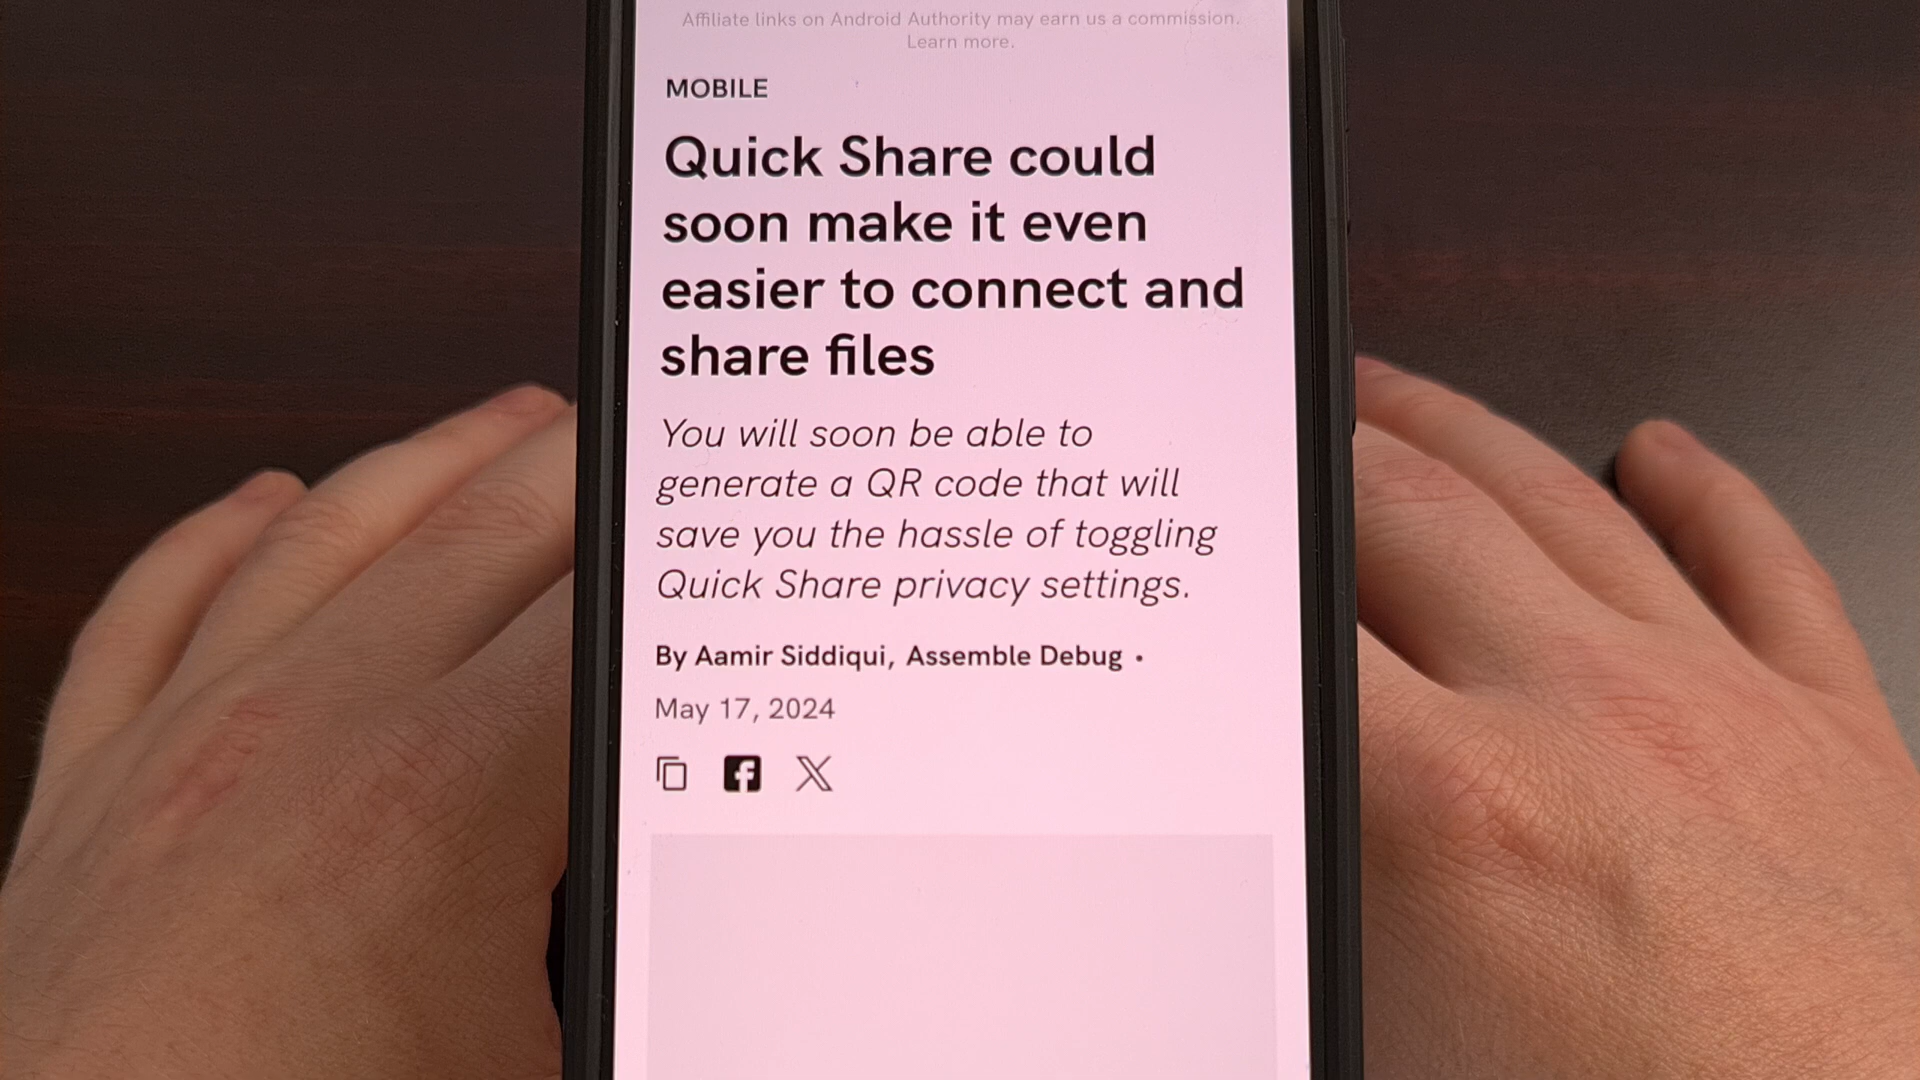 Affiliate links on Android Authority may earn us a commission.
Learn more.
MOBILE
Quick Share could
soon make it even
easier to connect and
share files
You will soon be able to
generate a QR code that will
save you the hassle of toggling
Quick Share privacy settings.
By Aamir Siddiqui, Assemble Debug •
May 17, 2024